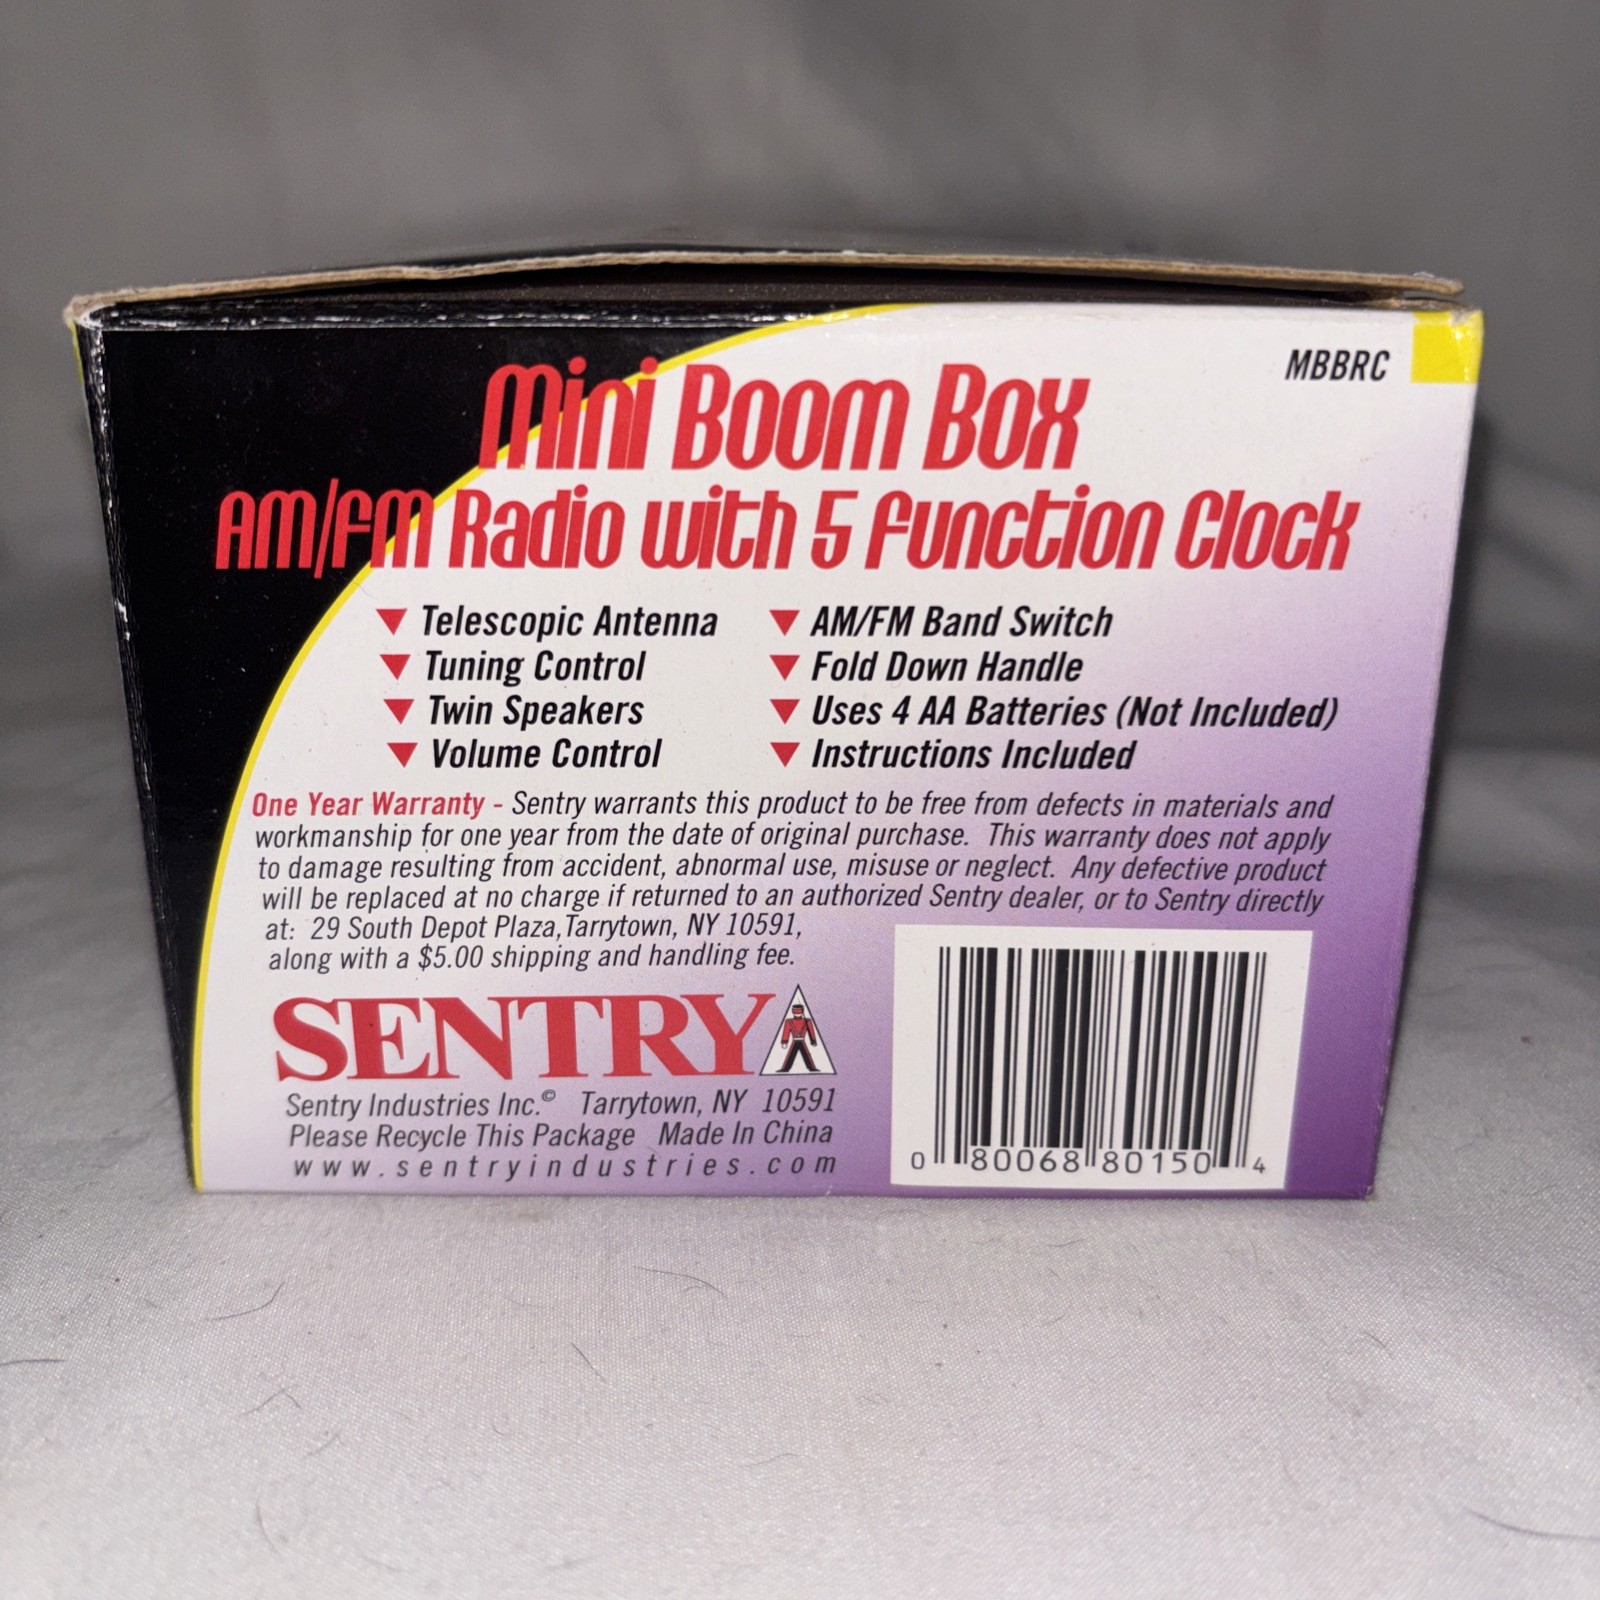 MBBRC
Mini Boom Box
AM/FM Radio with 5 Function Clock
Telescopic Antenna
Tuning Control
Twin Speakers
Volume Control
AM/FM Band Switch
Fold Down Handle
Uses 4 AA Batteries (Not Included)
Instructions Included
One Year Warranty - Sentry warrants this product to be free from defects in materials and
workmanship for one year from the date of original purchase. This warranty does not apply
to damage resulting from accident, abnormal use, misuse or neglect. Any defective product
will be replaced at no charge if returned to an authorized Sentry dealer, or to Sentry directly
at: 29 South Depot Plaza, Tarrytown, NY 10591,
along with a $5.00 shipping and handling fee.
SENTRY
Sentry Industries Inc.© Tarrytown, NY 10591
Please Recycle This Package Made In China
www.sentryindustries.com
0 80068 80150 4